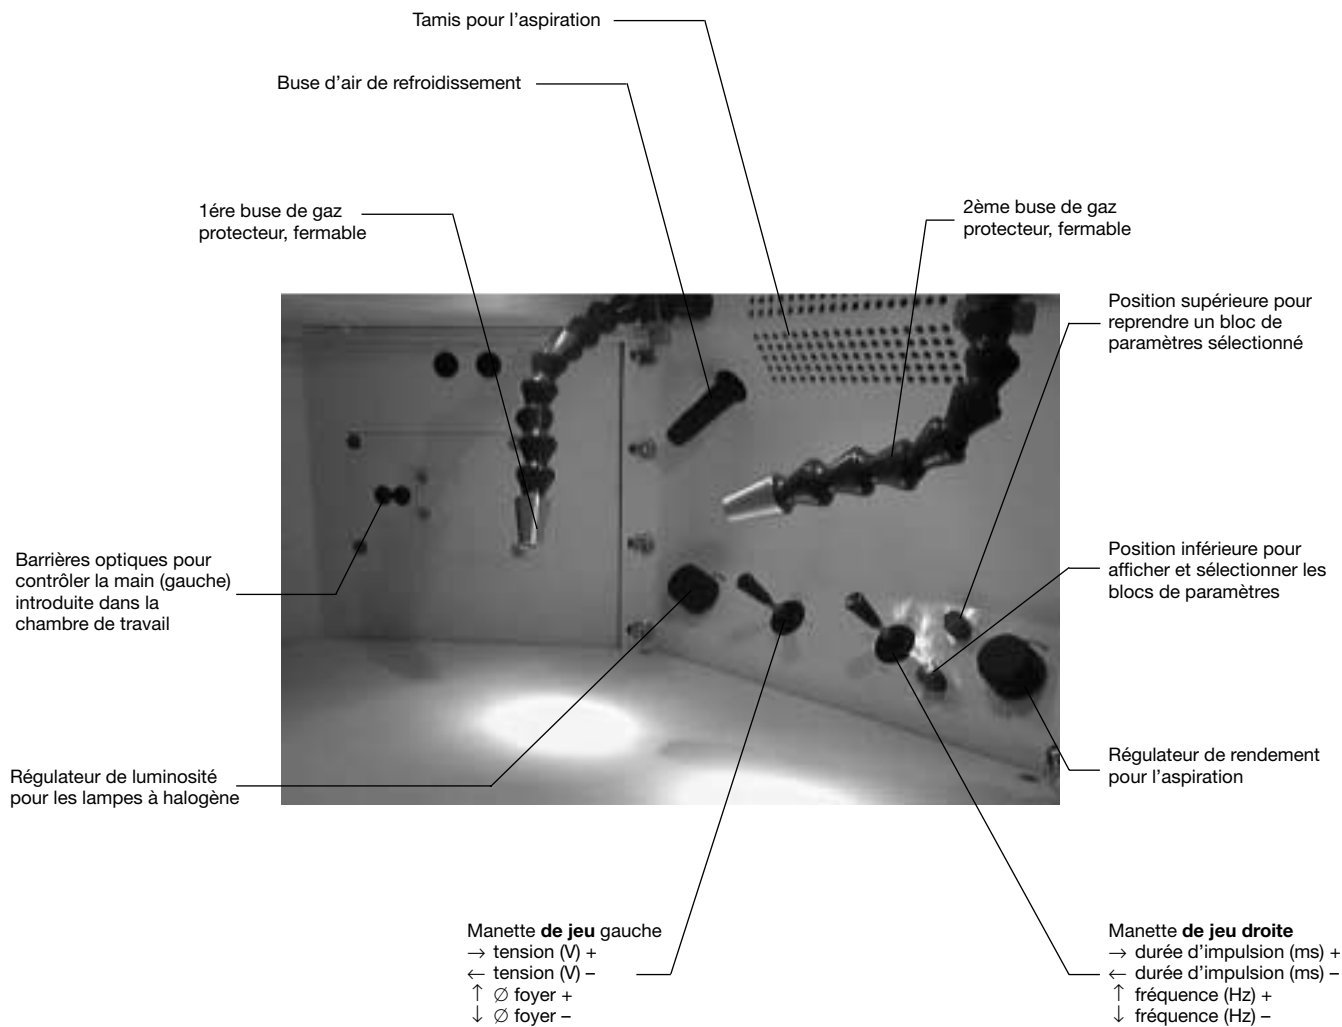 Tamis pour l'aspiration
Buse d'air de refroidissement
1ére buse de gaz
protecteur, fermable
2ème buse de gaz
protecteur, fermable
Position supérieure pour
reprendre un bloc de
paramètres sélectionné
Barrières optiques pour
contrôler la main (gauche)
introduite dans la
chambre de travail
Position inférieure pour
afficher et sélectionner les
blocs de paramètres
Régulateur de luminosité
pour les lampes à halogène
Régulateur de rendement
pour l'aspiration
Manette de jeu gauche
→ tension (V) +
← tension (V) –
↑ ∅ foyer +
↓ ∅ foyer –
Manette de jeu droite
→ durée d'impulsion (ms) +
← durée d'impulsion (ms) –
↑ fréquence (Hz) +
↓ fréquence (Hz) –